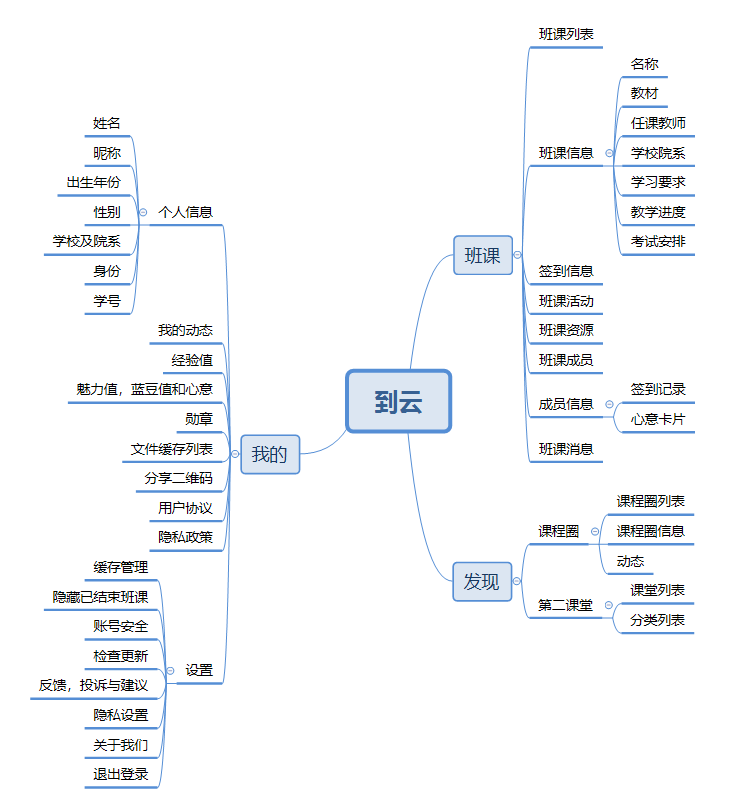 到云
班课
班课列表
班课信息
名称
教材
任课教师
学校院系
学习要求
教学进度
考试安排
签到信息
班课活动
班课资源
班课成员
成员信息
签到记录
心意卡片
班课消息
发现
课程圈
课程圈列表
课程圈信息
动态
第二课堂
课堂列表
分类列表
我的
个人信息
姓名
昵称
出生年份
性别
学校及院系
身份
学号
我的动态
经验值
魅力值，蓝豆值和心意
勋章
文件缓存列表
分享二维码
用户协议
隐私政策
设置
缓存管理
隐藏已结束班课
账号安全
检查更新
反馈，投诉与建议
隐私设置
关于我们
退出登录